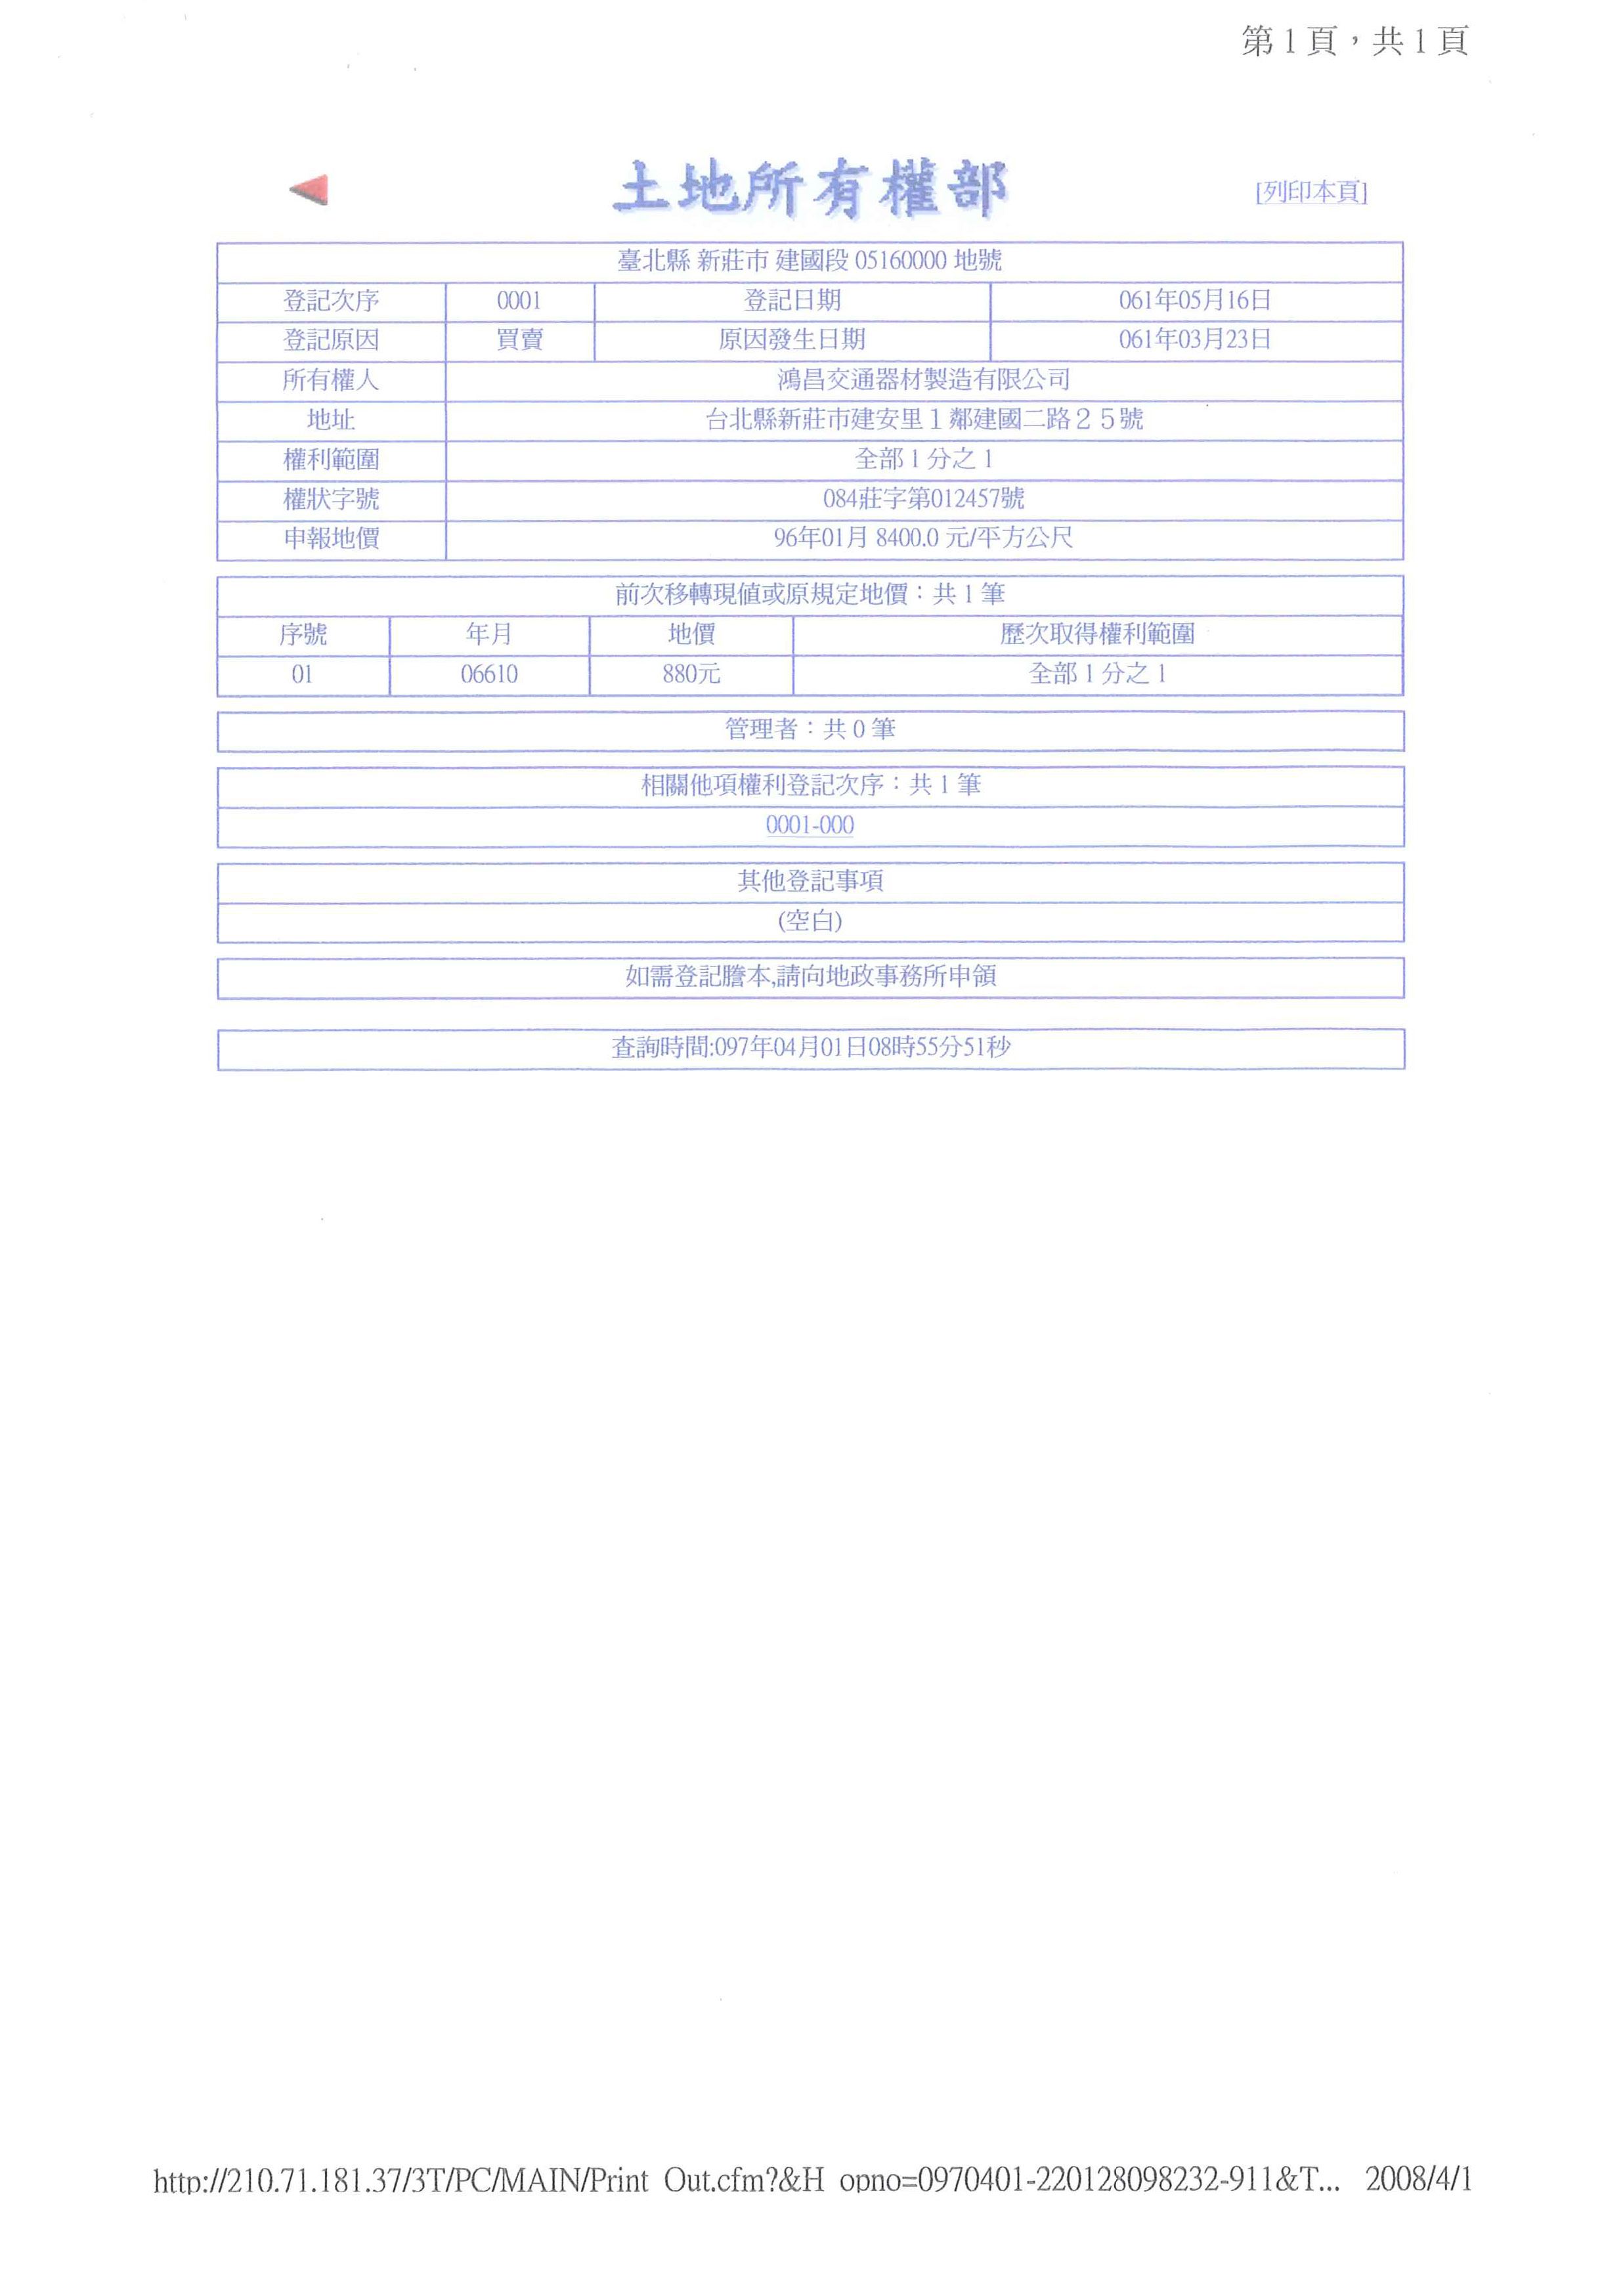 第1頁，共1頁
土地所有權部
[列印本頁]
臺北縣 新莊市 建國段 05160000 地號
登記次序 0001 登記日期 061年05月16日
登記原因 買賣 原因發生日期 061年03月23日
所有權人 鴻昌交通器材製造有限公司
地址 台北縣新莊市建安里1鄰建國二路２５號
權利範圍 全部1分之1
權狀字號 084莊字第012457號
申報地價 96年01月 8400.0 元/平方公尺
前次移轉現值或原規定地價：共1筆
序號 年月 地價 歷次取得權利範圍
01 06610 880元 全部1分之1
管理者：共0筆
相關他項權利登記次序：共1筆
0001-000
其他登記事項
(空白)
如需登記謄本,請向地政事務所申領
查詢時間:097年04月01日08時55分51秒
http://210.71.181.37/3T/PC/MAIN/Print_Out.cfm?&H_opno=0970401-220128098232-911&T... 2008/4/1